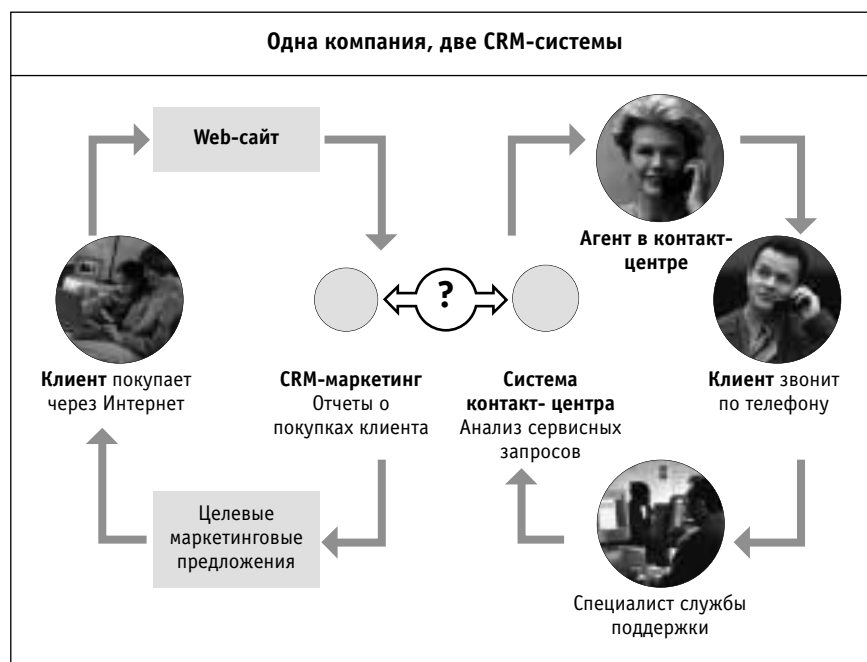 Одна компания, две CRM-системы
Web-сайт
Агент в контакт-
центре
?
Клиент покупает
через Интернет
CRM-маркетинг
Отчеты о
покупках клиента
Система
контакт- центра
Анализ сервисных
запросов
Клиент звонит
по телефону
Целевые
маркетинговые
предложения
Специалист службы
поддержки